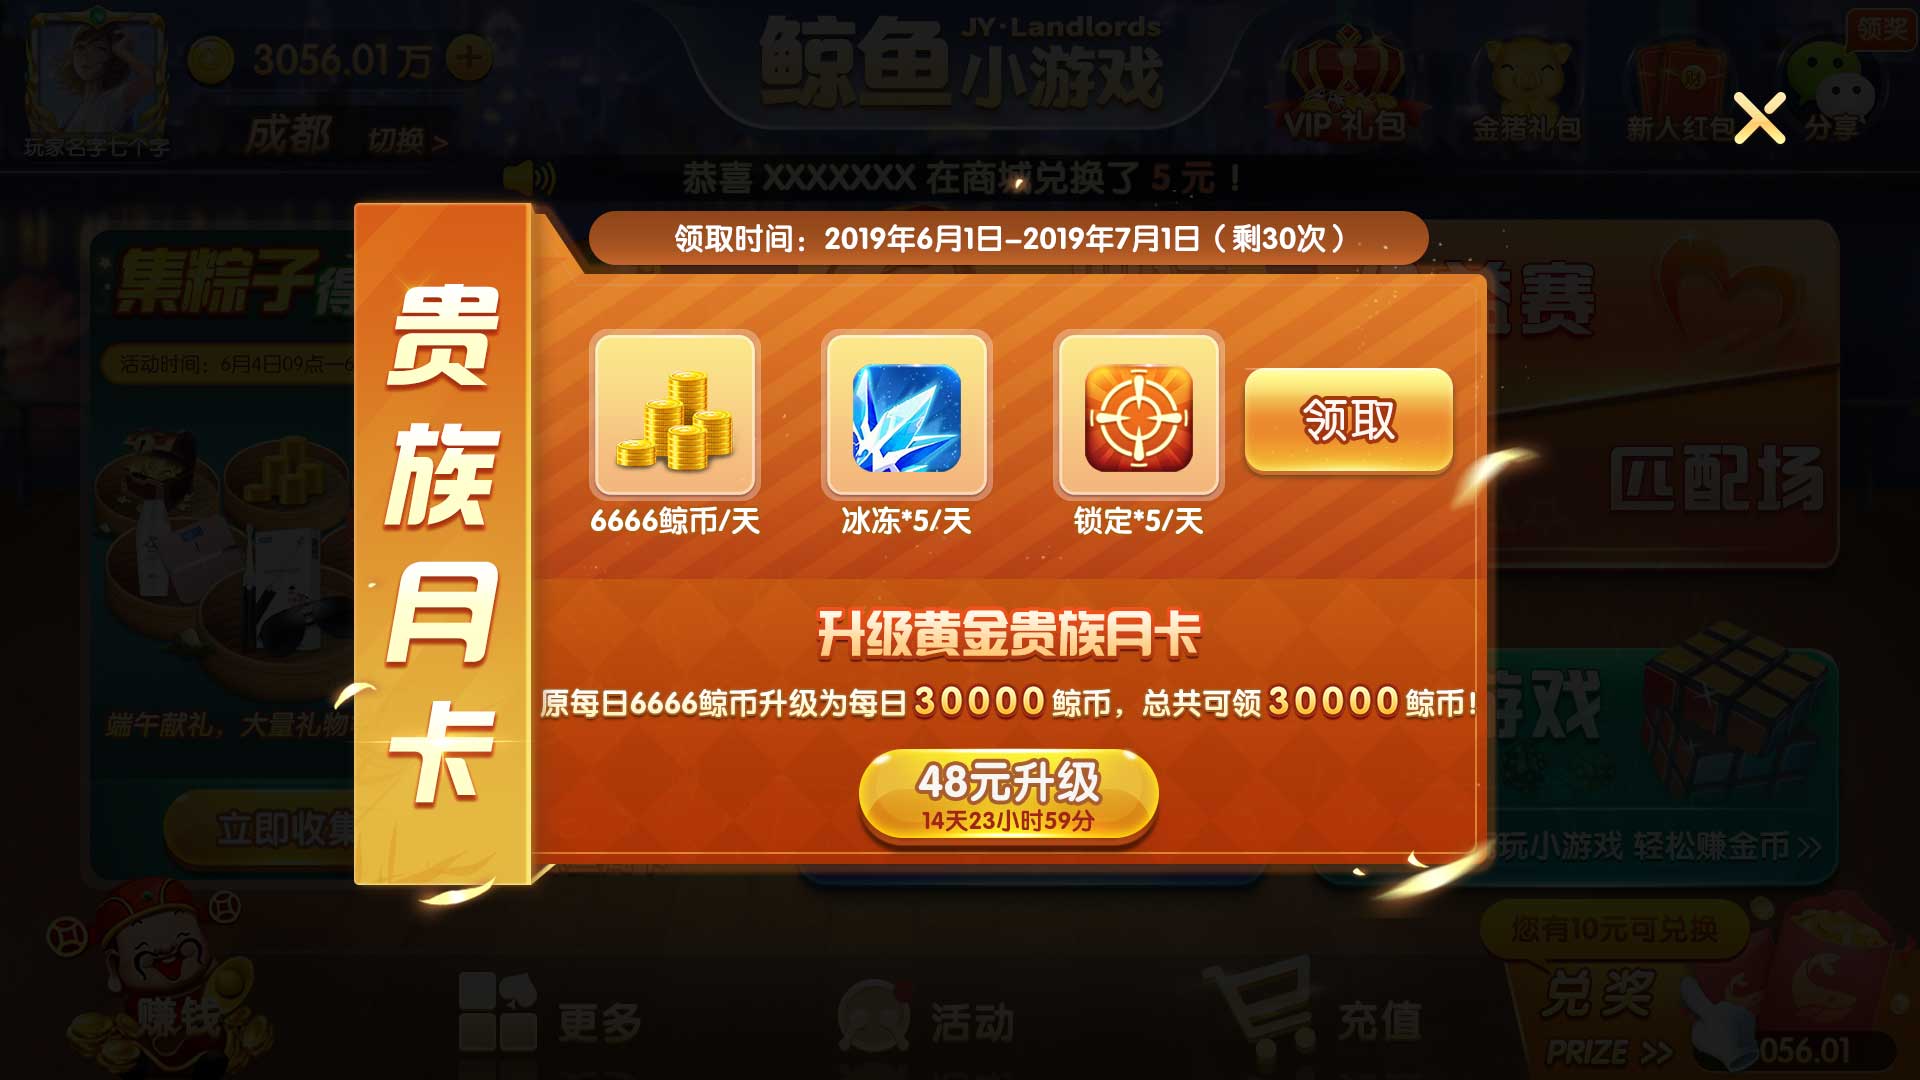 领奖
3056.01万
JY·Landlords
鲸鱼小游戏
成都 切换 >
玩家名字七个字
VIP 礼包
金猪礼包
新人红包
分享
恭喜 XXXXXXX 在商城兑换了 5 元 !
领取时间：2019年6月1日-2019年7月1日（剩30次）
集粽子得
益赛
活动时间：6月4日09点—6
贵族月卡
领取
6666鲸币/天
冰冻*5/天
锁定*5/天
匹配场
升级黄金贵族月卡
原每日6666鲸币升级为每日30000鲸币，总共可领30000鲸币！
游戏
端午献礼，大量礼物
48元升级
14天23小时59分
立即收集
玩小游戏 轻松赚金币>>
您有10元可兑换
赚钱
更多
活动
充值
兑奖
PRIZE >>
056.01